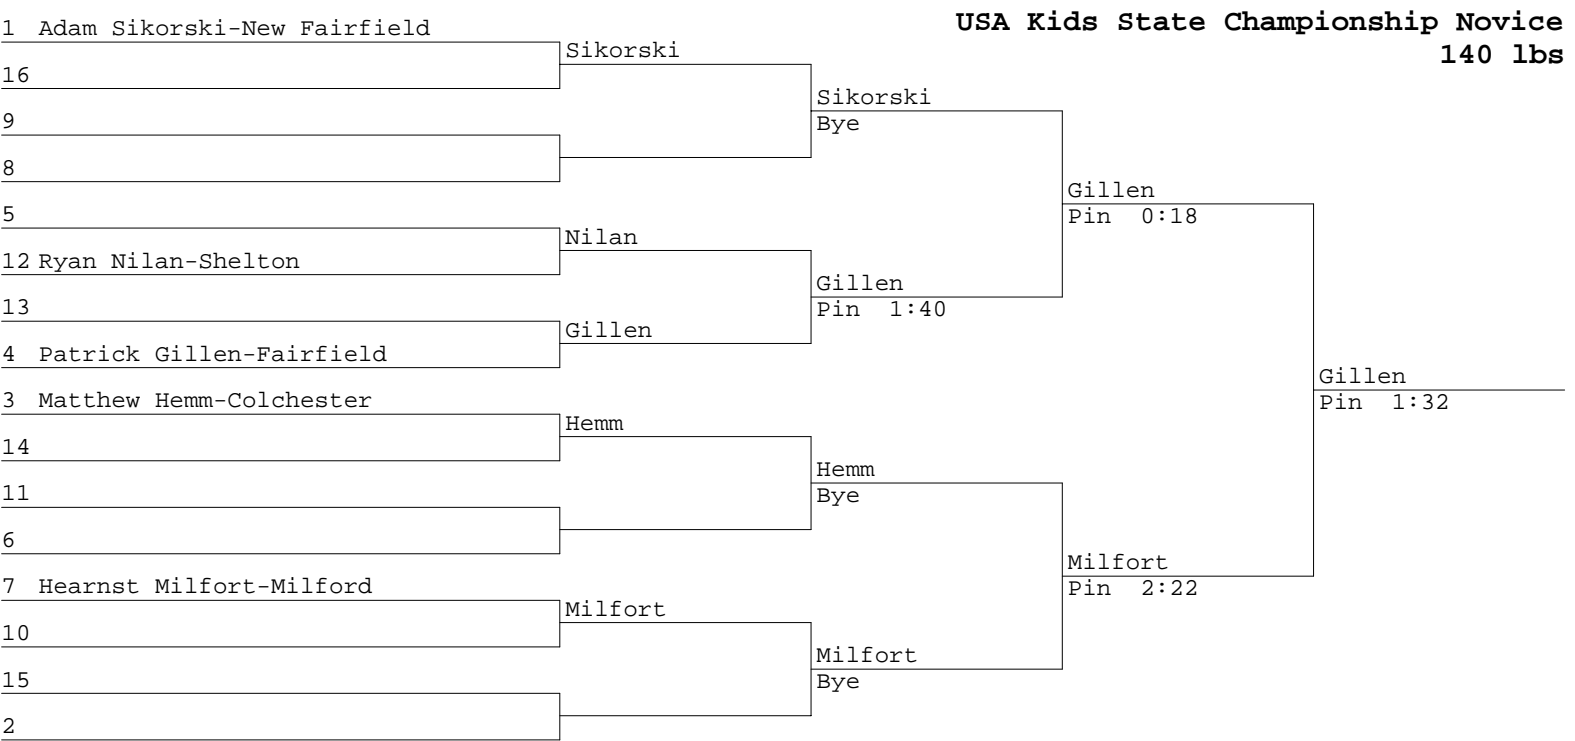 USA Kids State Championship Novice
140 lbs
1 Adam Sikorski-New Fairfield
16
9
8
5
12 Ryan Nilan-Shelton
13
4 Patrick Gillen-Fairfield
3 Matthew Hemm-Colchester
14
11
6
7 Hearnst Milfort-Milford
10
15
2
Sikorski
Nilan
Gillen
Hemm
Milfort
Sikorski
Bye
Gillen
Pin 1:40
Hemm
Bye
Milfort
Bye
Gillen
Pin 0:18
Milfort
Pin 2:22
Gillen
Pin 1:32